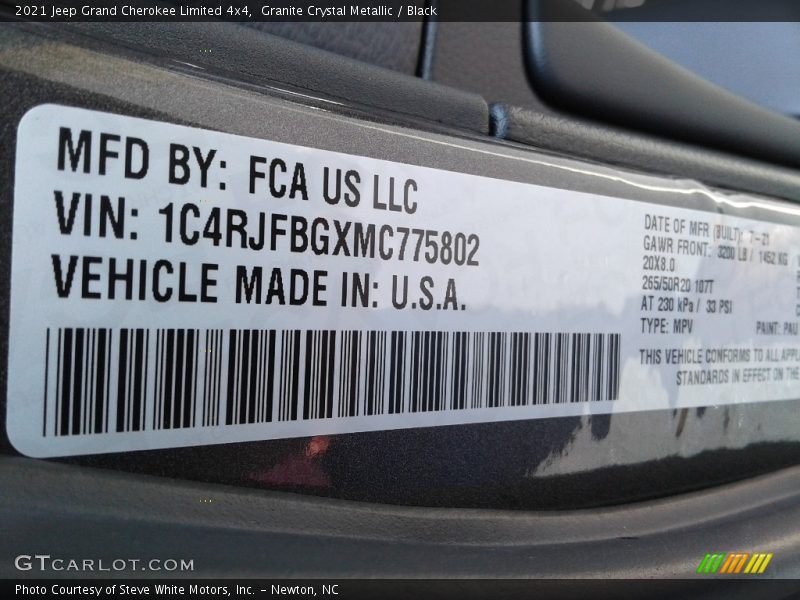 2021 Jeep Grand Cherokee Limited 4x4, Granite Crystal Metallic / Black
MFD BY: FCA US LLC
VIN: 1C4RJFBGXMC775802
VEHICLE MADE IN: U.S.A.
DATE OF MFR (BUILT): 7-21
GAWR FRONT: 3200 LB / 1452 KG
20X8.0
265/50R20 107T
AT 230 kPa / 33 PSI
TYPE: MPV PAINT: PAU
THIS VEHICLE CONFORMS TO ALL
STANDARDS IN EFFECT ON THE
GTCARLOT.COM
Photo Courtesy of Steve White Motors, Inc. – Newton, NC